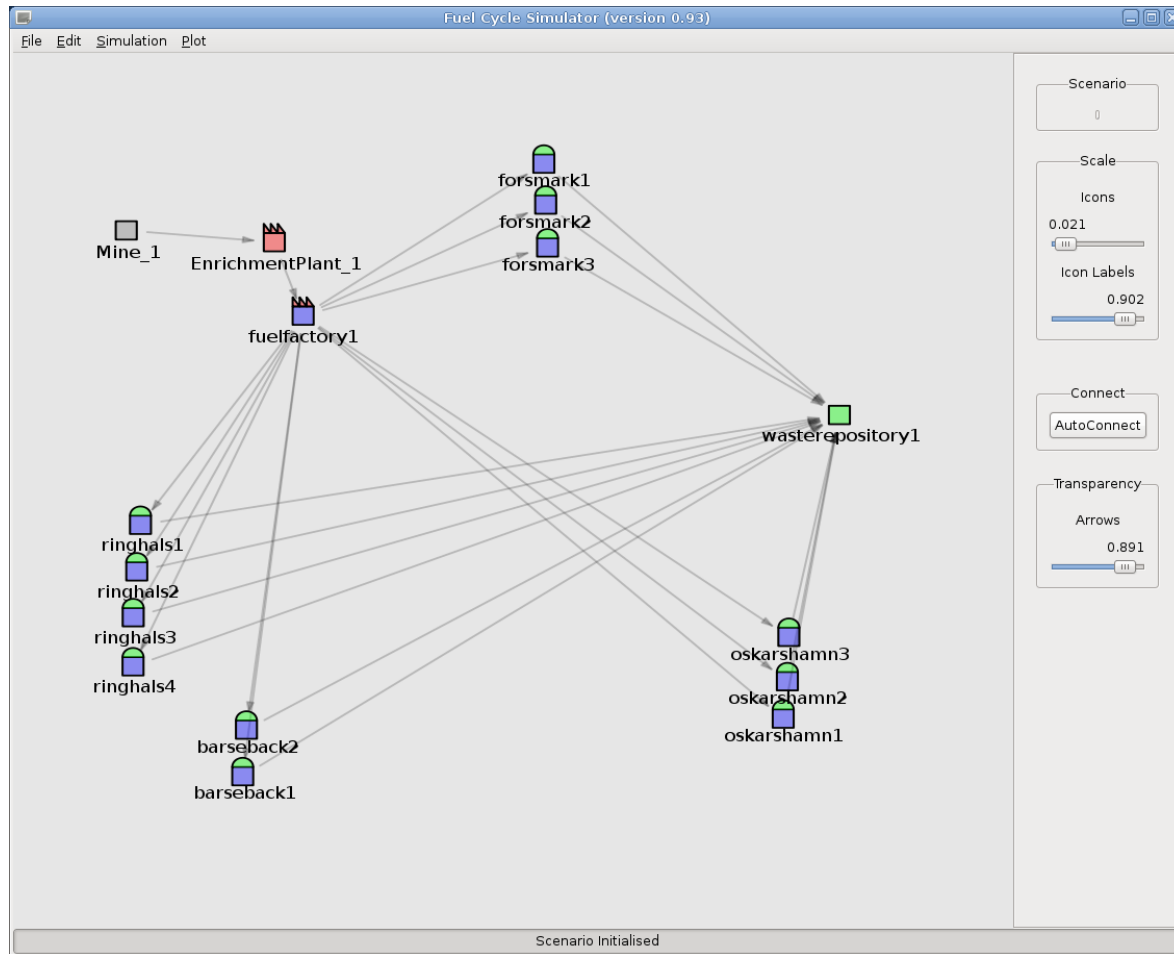 Fuel Cycle Simulator (version 0.93)
File Edit Simulation Plot
forsmark1
forsmark2
forsmark3
Mine_1
EnrichmentPlant_1
fuelfactory1
wasterepository1
ringhals1
ringhals2
ringhals3
ringhals4
barseback2
barseback1
oskarshamn3
oskarshamn2
oskarshamn1
Scenario
0
Scale
Icons
0.021
Icon Labels
0.902
Connect
AutoConnect
Transparency
Arrows
0.891
Scenario Initialised